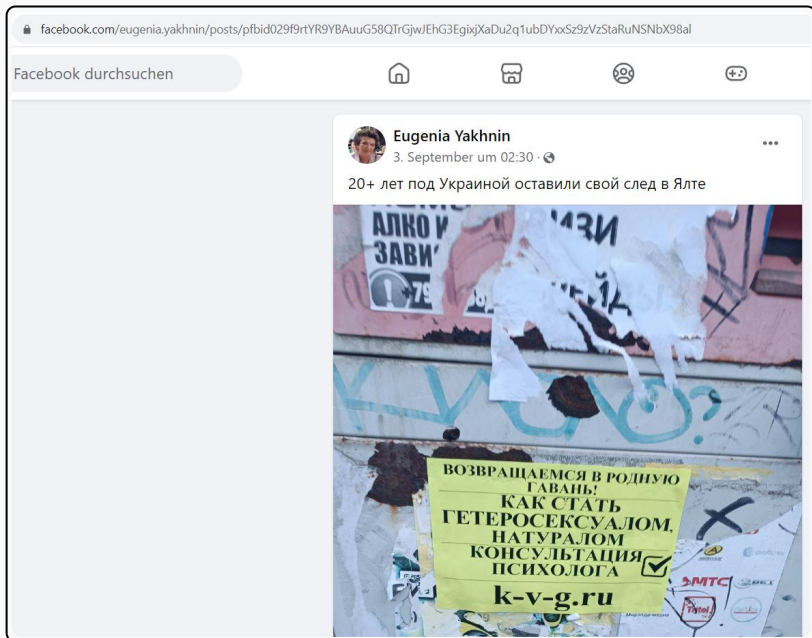 facebook.com/eugenia.yakhnin/posts/pfbid029f9rtYR9YBAuuG58QTrGjwJEhG3EgixjXaDu2q1ubDYxxSz9zVzStaRuNSNbX98al
Facebook durchsuchen
Eugenia Yakhnin
3. September um 02:30
20+ лет под Украиной оставили свой след в Ялте
АЛКО И
ЗАВИ
ВОЗВРАЩАЕМСЯ В РОДНУЮ
ГАВАНЬ!
КАК СТАТЬ
ГЕТЕРОСЕКСУАЛОМ,
НАТУРАЛОМ
КОНСУЛЬТАЦИЯ
ПСИХОЛОГА
k-v-g.ru
МТС